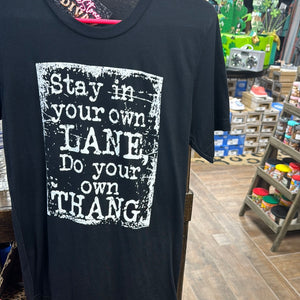 Stay in
your own
LANE,
Do your
own
THANG.